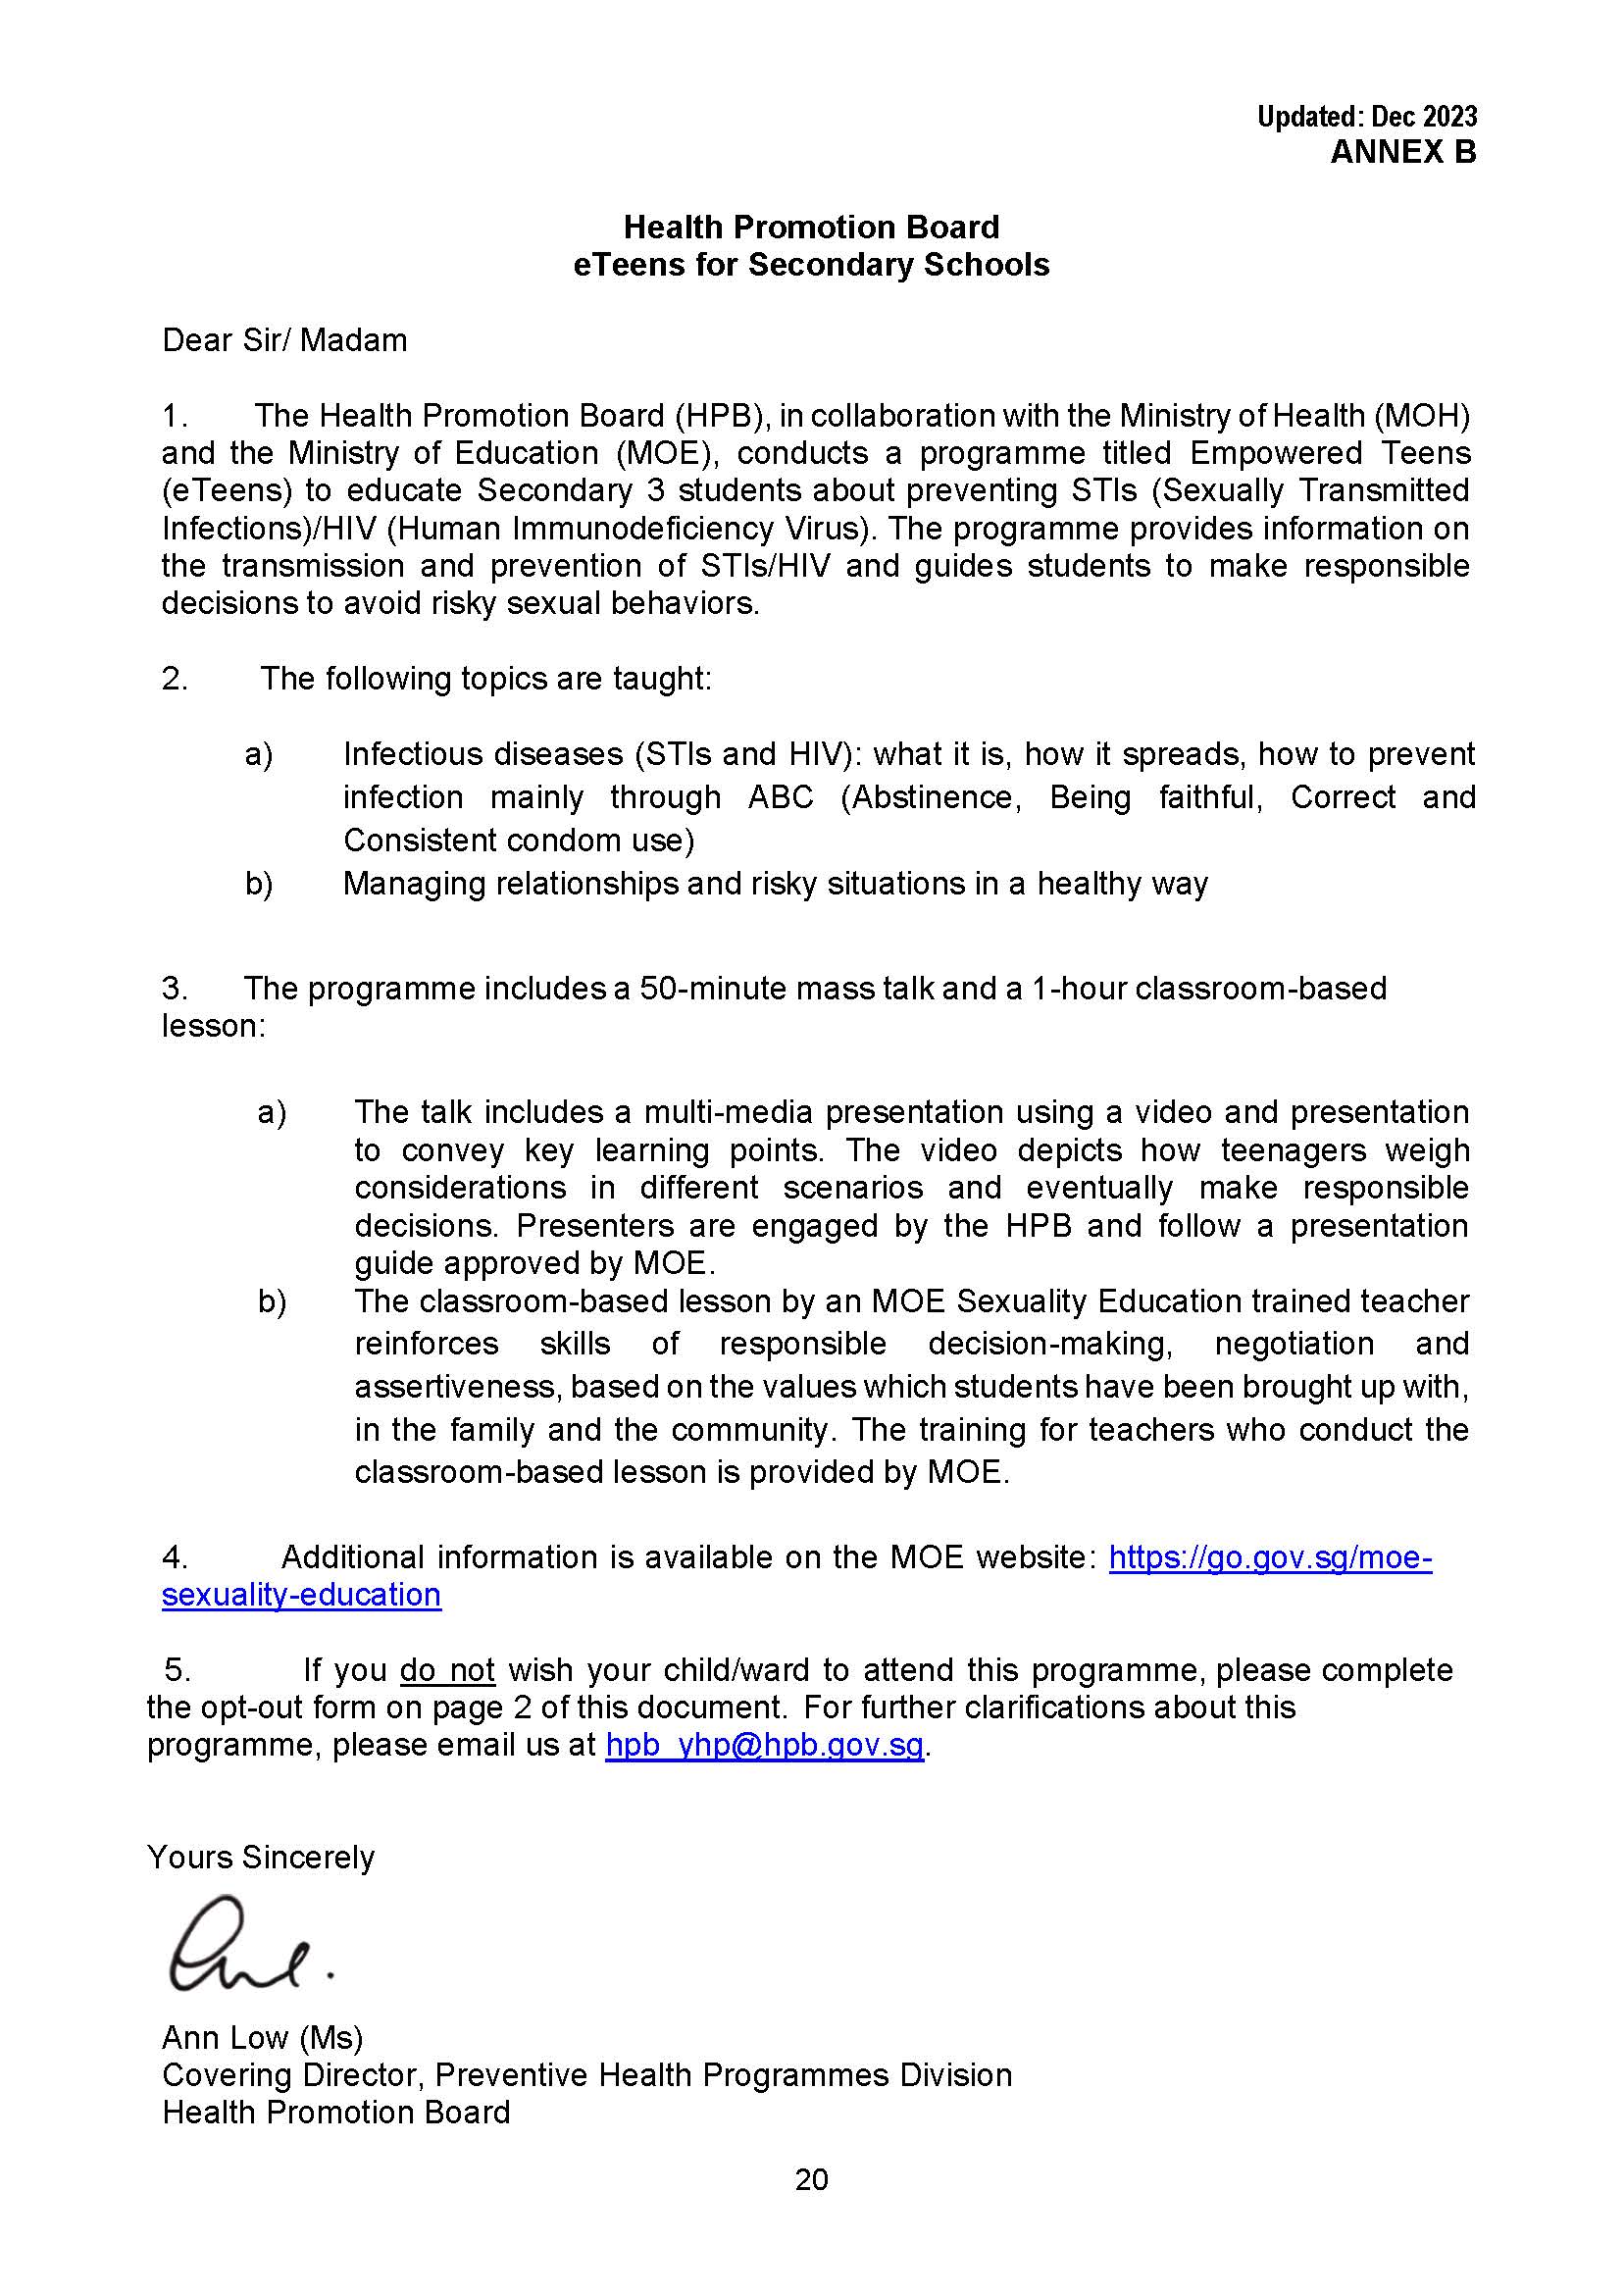 Updated: Dec 2023
ANNEX B
Health Promotion Board
eTeens for Secondary Schools
Dear Sir/ Madam
1. The Health Promotion Board (HPB), in collaboration with the Ministry of Health (MOH)
and the Ministry of Education (MOE), conducts a programme titled Empowered Teens
(eTeens) to educate Secondary 3 students about preventing STIs (Sexually Transmitted
Infections)/HIV (Human Immunodeficiency Virus). The programme provides information on
the transmission and prevention of STIs/HIV and guides students to make responsible
decisions to avoid risky sexual behaviors.
2. The following topics are taught:
a) Infectious diseases (STIs and HIV): what it is, how it spreads, how to prevent
infection mainly through ABC (Abstinence, Being faithful, Correct and
Consistent condom use)
b) Managing relationships and risky situations in a healthy way
3. The programme includes a 50-minute mass talk and a 1-hour classroom-based
lesson:
a) The talk includes a multi-media presentation using a video and presentation
to convey key learning points. The video depicts how teenagers weigh
considerations in different scenarios and eventually make responsible
decisions. Presenters are engaged by the HPB and follow a presentation
guide approved by MOE.
b) The classroom-based lesson by an MOE Sexuality Education trained teacher
reinforces skills of responsible decision-making, negotiation and
assertiveness, based on the values which students have been brought up with,
in the family and the community. The training for teachers who conduct the
classroom-based lesson is provided by MOE.
4. Additional information is available on the MOE website: https://go.gov.sg/moe-
sexuality-education
5. If you do not wish your child/ward to attend this programme, please complete
the opt-out form on page 2 of this document. For further clarifications about this
programme, please email us at hpb_yhp@hpb.gov.sg.
Yours Sincerely
Ann Low (Ms)
Covering Director, Preventive Health Programmes Division
Health Promotion Board
20